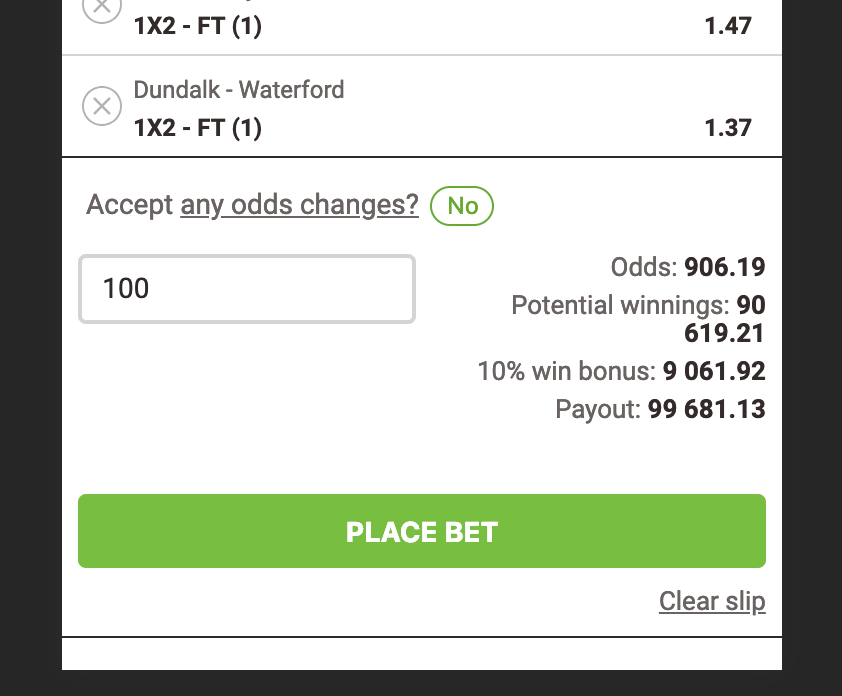 1X2 - FT (1) 1.47
Dundalk - Waterford
1X2 - FT (1) 1.37
Accept any odds changes? No
100
Odds: 906.19
Potential winnings: 90
619.21
10% win bonus: 9 061.92
Payout: 99 681.13
PLACE BET
Clear slip